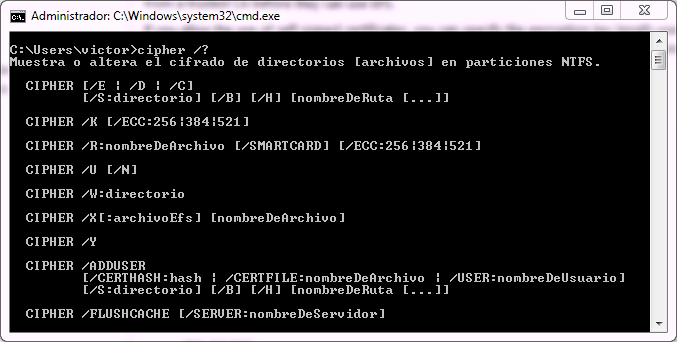 Administrador: C:\Windows\system32\cmd.exe
C:\Users\victor>cipher /?
Muestra o altera el cifrado de directorios [archivos] en particiones NTFS.
CIPHER [/E ¦ /D ¦ /C]
[/S:directorio] [/B] [/H] [nombreDeRuta [...]]
CIPHER /K [/ECC:256¦384¦521]
CIPHER /R:nombreDeArchivo [/SMARTCARD] [/ECC:256¦384¦521]
CIPHER /U [/N]
CIPHER /W:directorio
CIPHER /X[:archivoEfs] [nombreDeArchivo]
CIPHER /Y
CIPHER /ADDUSER
[/CERTHASH:hash ¦ /CERTFILE:nombreDeArchivo ¦ /USER:nombreDeUsuario]
[/S:directorio] [/B] [/H] [nombreDeRuta [...]]
CIPHER /FLUSHCACHE [/SERVER:nombreDeServidor]